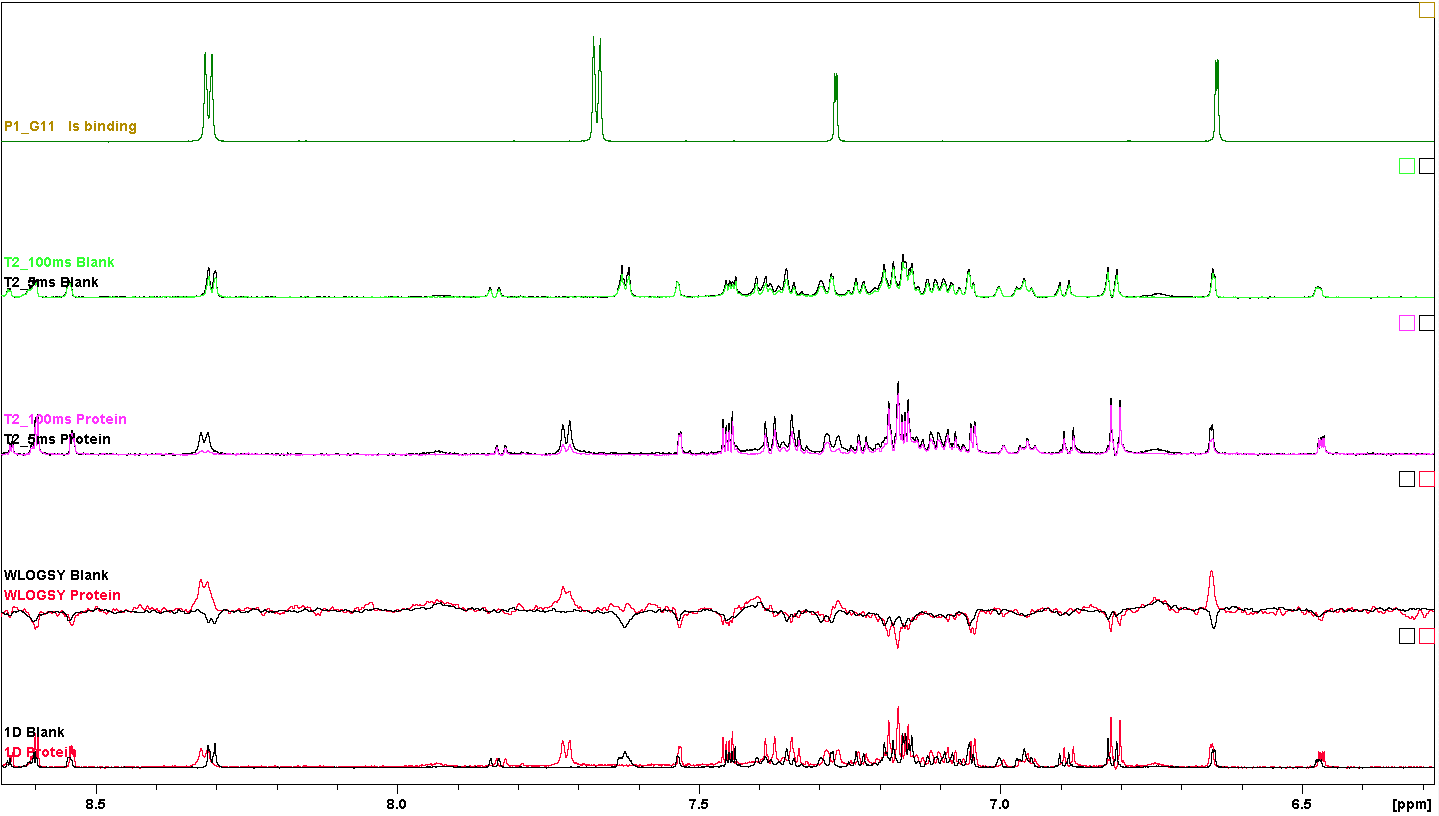 P1_G11 Is binding
T2_100ms Blank
T2_5ms Blank
T2_100ms Protein
T2_5ms Protein
WLOGSY Blank
WLOGSY Protein
1D Blank
1D Protein
8.5 8.0 7.5 7.0 6.5 [ppm]